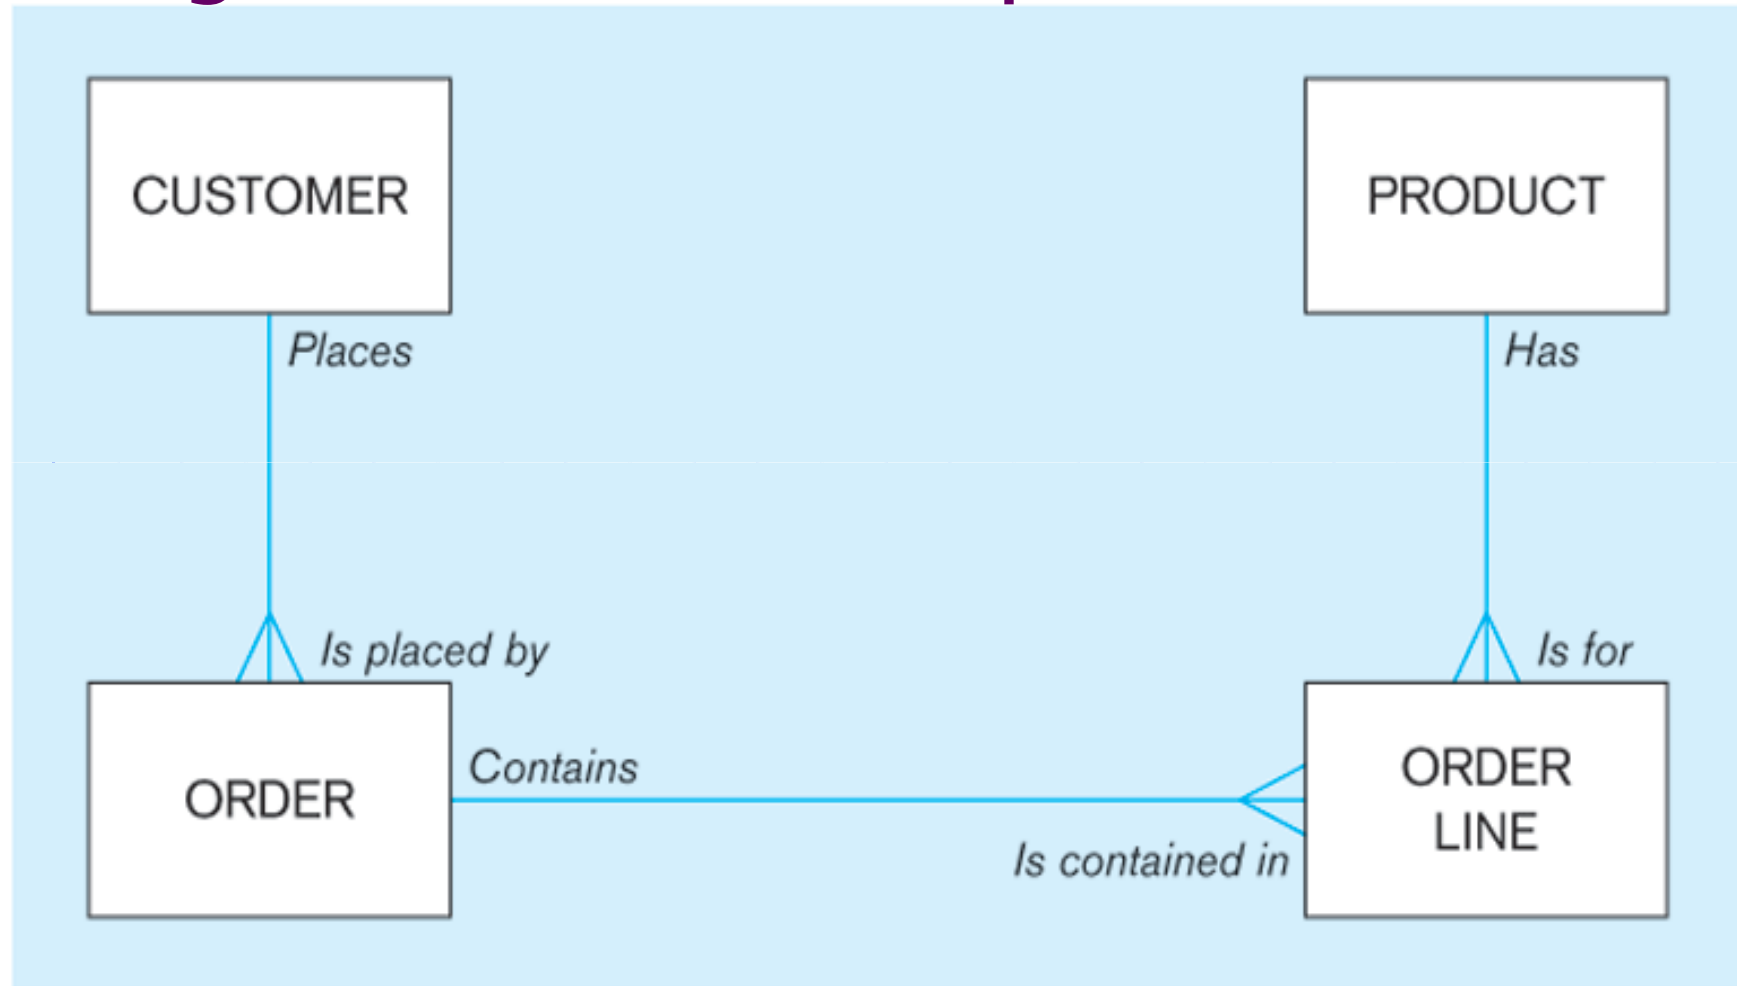 CUSTOMER
PRODUCT
Places
Has
Is placed by
Is for
ORDER
Contains
Is contained in
ORDER
LINE